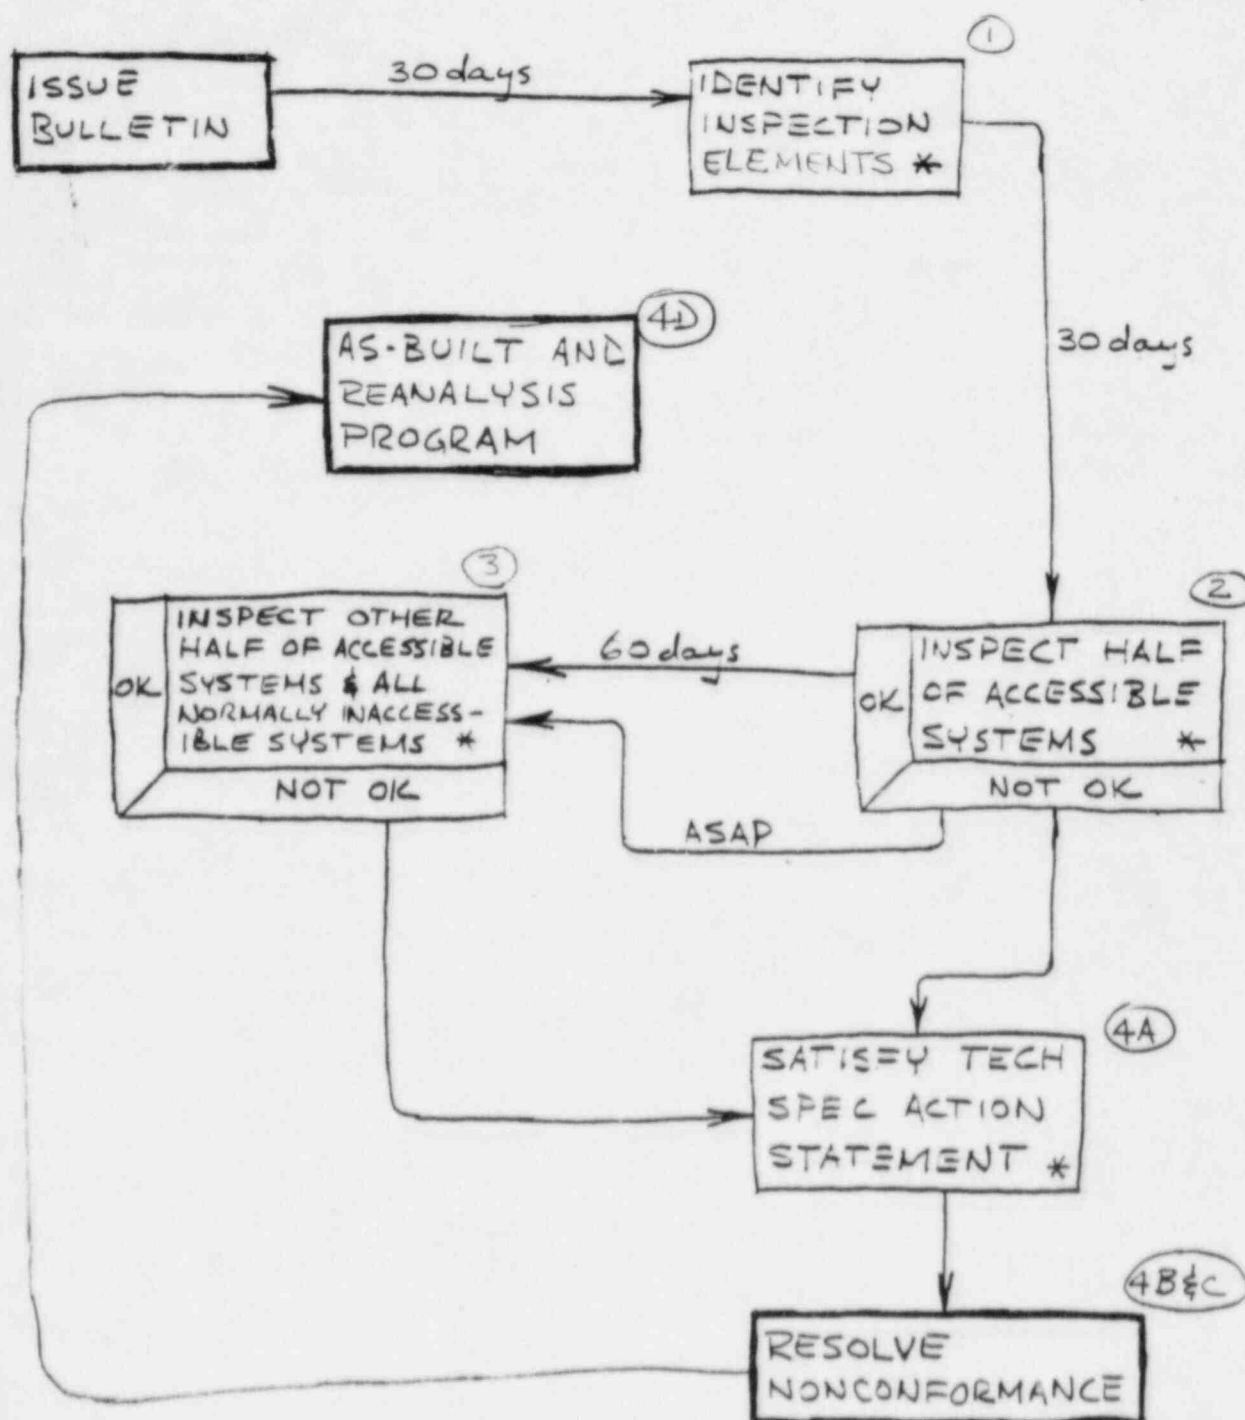 ISSUE
BULLETIN
30 days
1
IDENTIFY
INSPECTION
ELEMENTS *
30 days
4D
AS-BUILT AND
REANALYSIS
PROGRAM
3
OK
INSPECT OTHER
HALF OF ACCESSIBLE
SYSTEMS & ALL
NORMALLY INACCESS-
IBLE SYSTEMS *
NOT OK
60 days
ASAP
2
OK
INSPECT HALF
OF ACCESSIBLE
SYSTEMS *
NOT OK
4A
SATISFY TECH
SPEC ACTION
STATEMENT *
4B&C
RESOLVE
NONCONFORMANCE